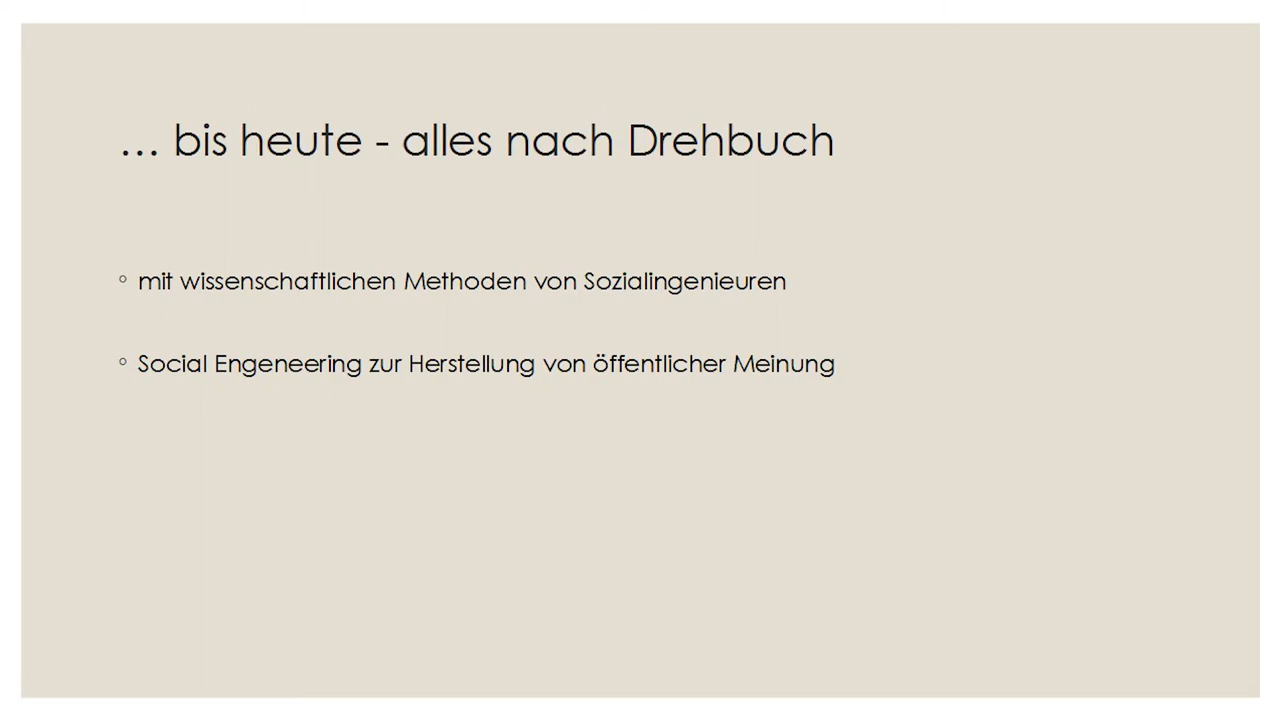 … bis heute - alles nach Drehbuch
◦ mit wissenschaftlichen Methoden von Sozialingenieuren
◦ Social Engeneering zur Herstellung von öffentlicher Meinung